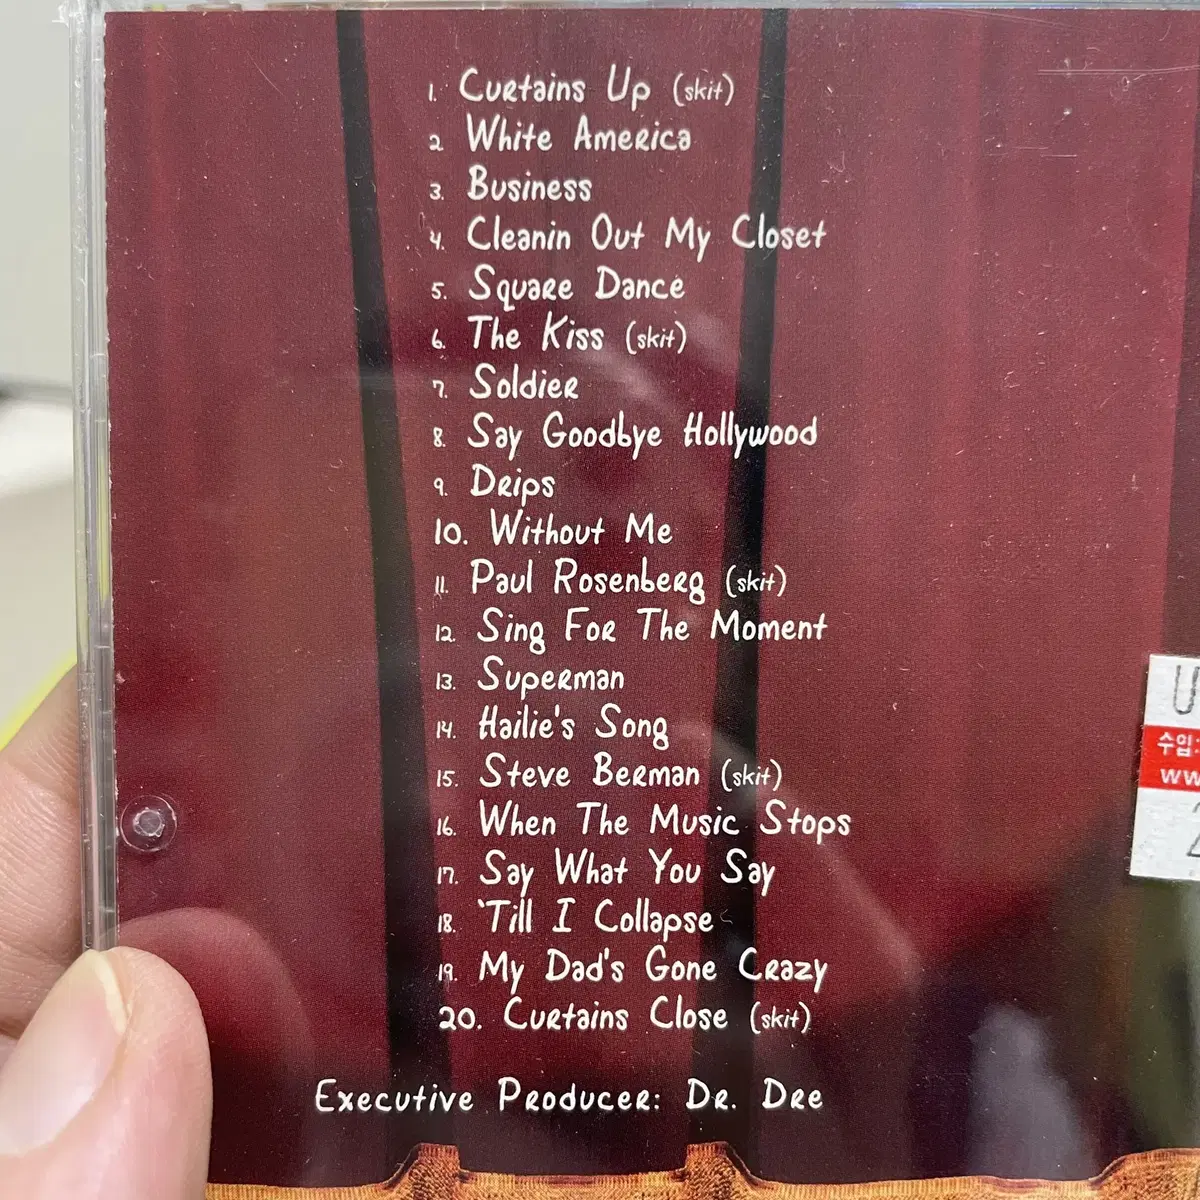 1. Curtains Up (skit)
2. White America
3. Business
4. Cleanin Out My Closet
5. Square Dance
6. The Kiss (skit)
7. Soldier
8. Say Goodbye Hollywood
9. Drips
10. Without Me
11. Paul Rosenberg (skit)
12. Sing For The Moment
13. Superman
14. Hailie's Song
15. Steve Berman (skit)
16. When The Music Stops
17. Say What You Say
18. 'Till I Collapse
19. My Dad's Gone Crazy
20. Curtains Close (skit)
Executive Producer: Dr. Dre
U
수입